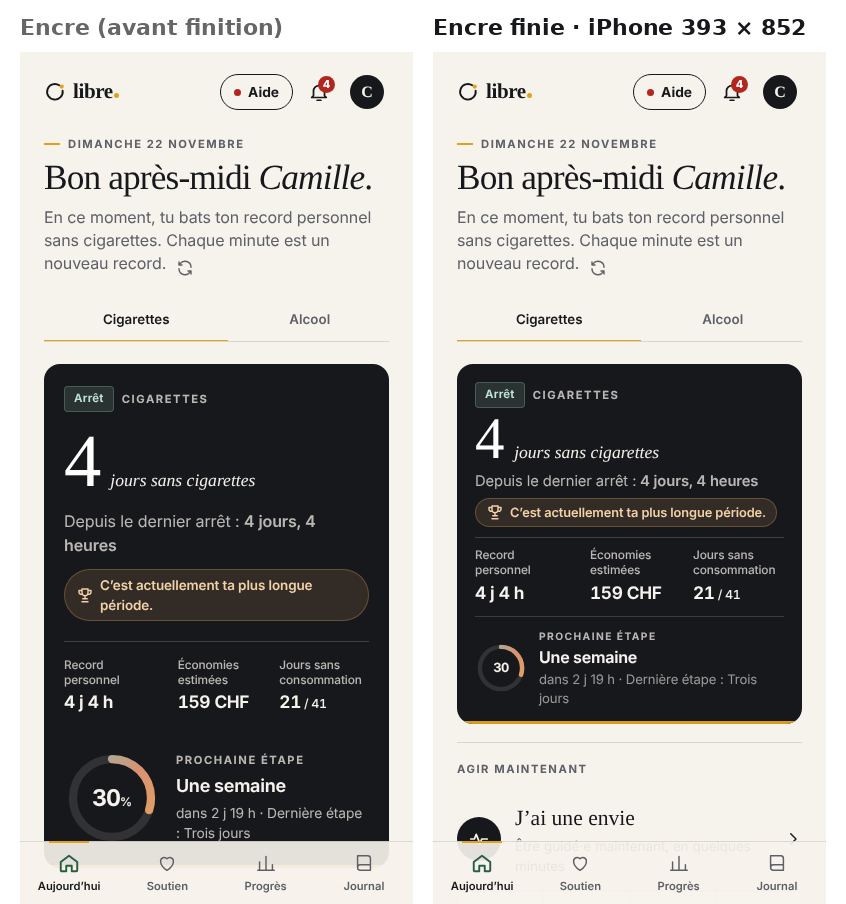 Encre (avant finition)
libre.
Aide
4
C
DIMANCHE 22 NOVEMBRE
Bon après-midi Camille.
En ce moment, tu bats ton record personnel
sans cigarettes. Chaque minute est un
nouveau record.
Cigarettes
Alcool
Arrêt
CIGARETTES
4 jours sans cigarettes
Depuis le dernier arrêt : 4 jours, 4
heures
C’est actuellement ta plus longue
période.
Record
personnel
4 j 4 h
Économies
estimées
159 CHF
Jours sans
consommation
21 / 41
30%
PROCHAINE ÉTAPE
Une semaine
dans 2 j 19 h · Dernière étape
: Trois jours
Aujourd’hui
Soutien
Progrès
Journal
Encre finie · iPhone 393 × 852
libre.
Aide
4
C
DIMANCHE 22 NOVEMBRE
Bon après-midi Camille.
En ce moment, tu bats ton record personnel
sans cigarettes. Chaque minute est un
nouveau record.
Cigarettes
Alcool
Arrêt
CIGARETTES
4 jours sans cigarettes
Depuis le dernier arrêt : 4 jours, 4 heures
C’est actuellement ta plus longue période.
Record
personnel
4 j 4 h
Économies
estimées
159 CHF
Jours sans
consommation
21 / 41
30
PROCHAINE ÉTAPE
Une semaine
dans 2 j 19 h · Dernière étape : Trois
jours
AGIR MAINTENANT
J’ai une envie
Être guidé·e maintenant, en quelques
minutes
Aujourd’hui
Soutien
Progrès
Journal